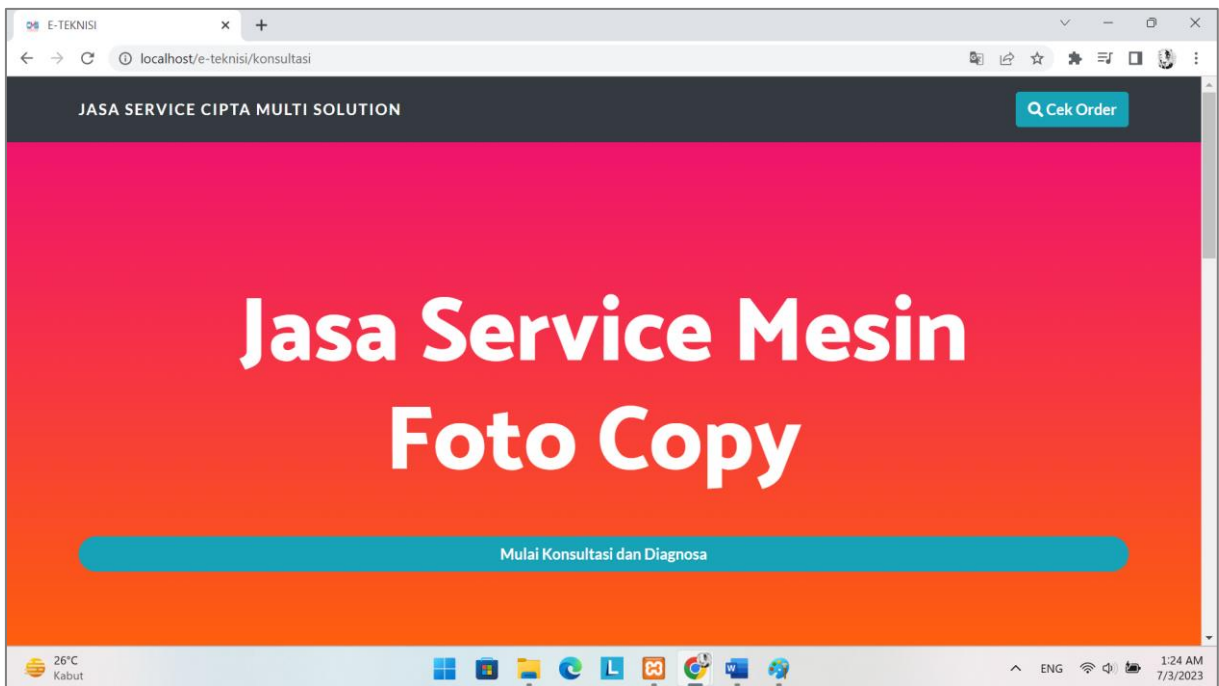 E-TEKNISI
localhost/e-teknisi/konsultasi
JASA SERVICE CIPTA MULTI SOLUTION
Cek Order
Jasa Service Mesin
Foto Copy
Mulai Konsultasi dan Diagnosa
26°C
Kabut
ENG
1:24 AM
7/3/2023